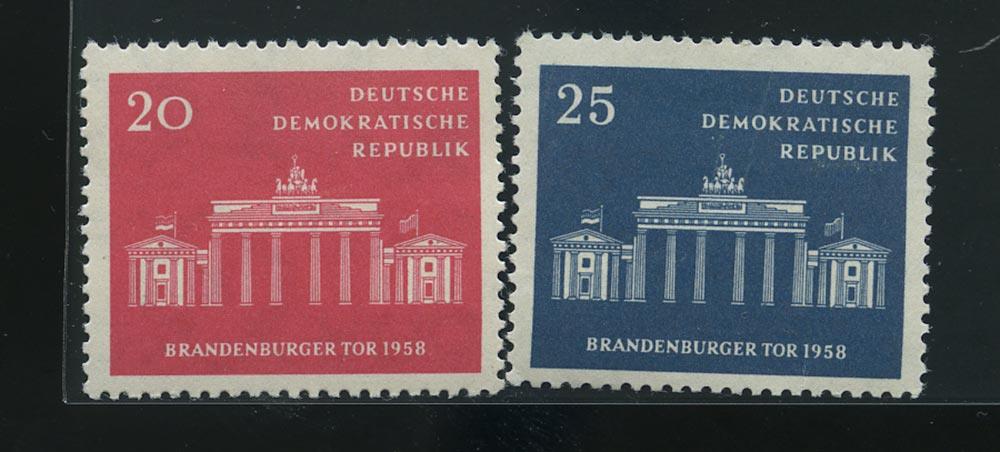 20
DEUTSCHE
DEMOKRATISCHE
REPUBLIK
BRANDENBURGER TOR 1958
25
DEUTSCHE
DEMOKRATISCHE
REPUBLIK
BRANDENBURGER TOR 1958